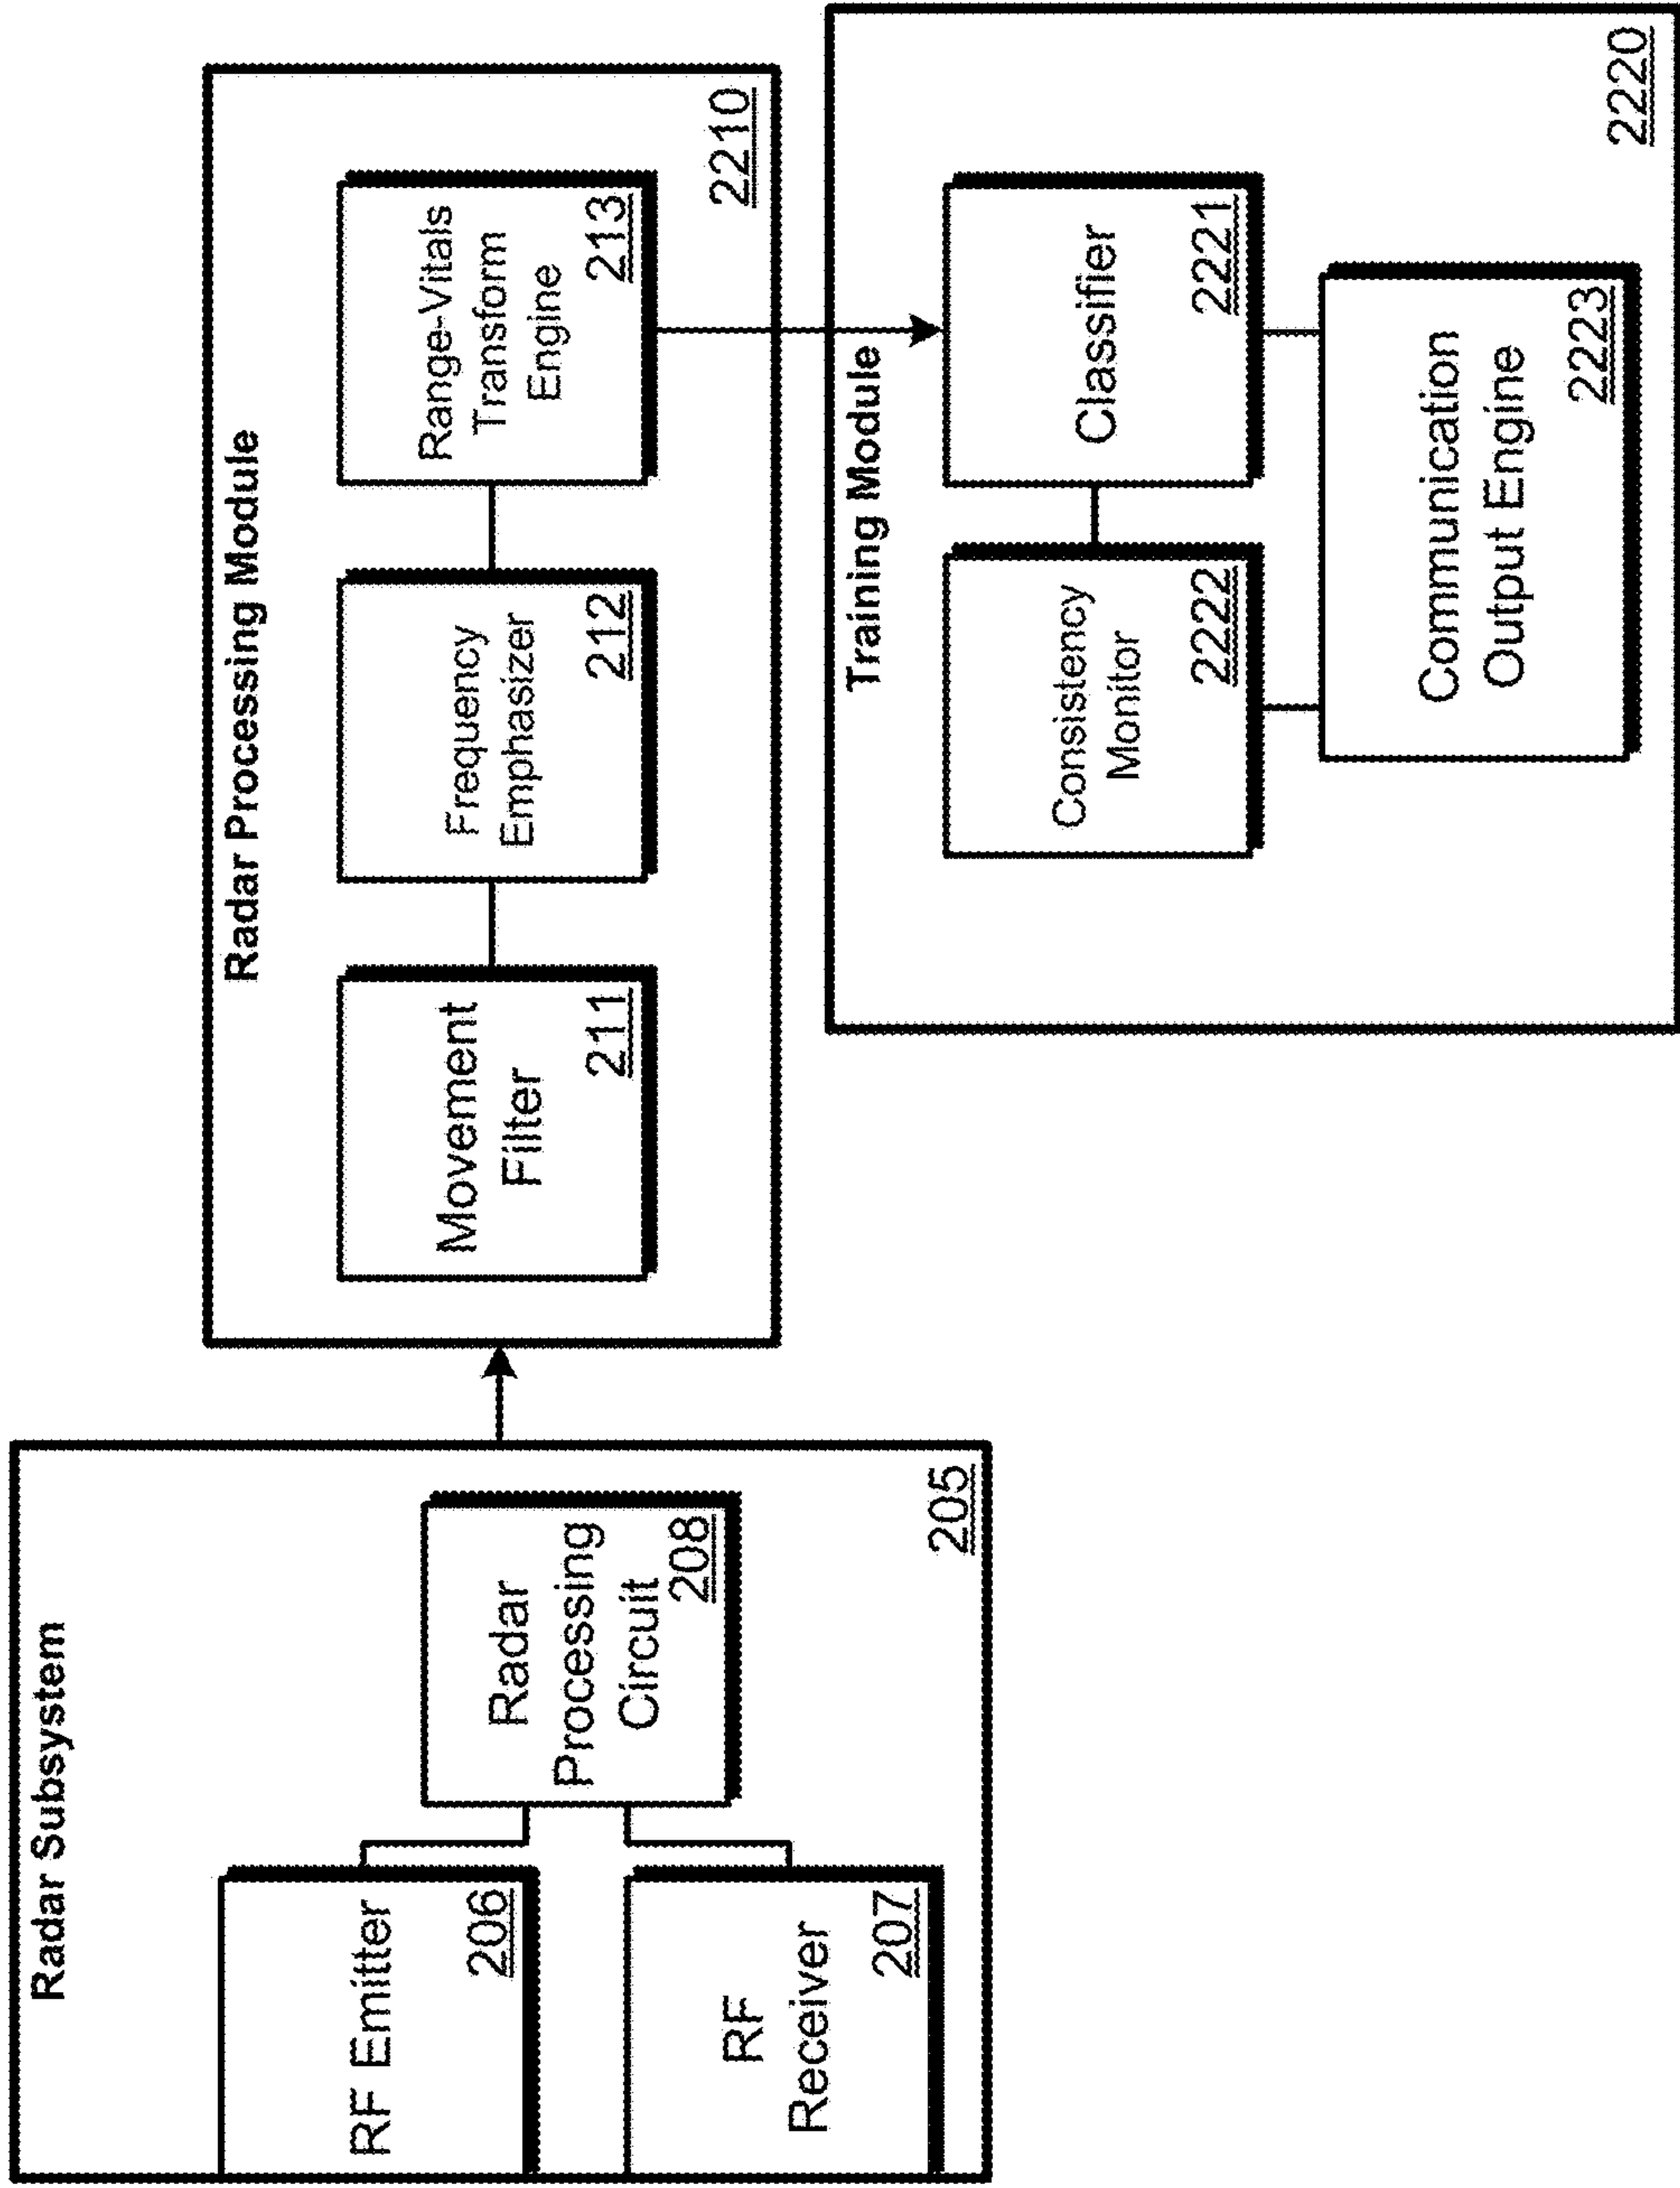 Radar Subsystem
RF Emitter
206
RF
Receiver
207
Radar
Processing
Circuit
208
205
Radar Processing Module
Movement
Filter
211
Frequency
Emphasizer
212
Range-Vitals
Transform
Engine
213
2210
Training Module
Consistency
Monitor
2222
Classifier
2221
Communication
Output Engine
2223
2220